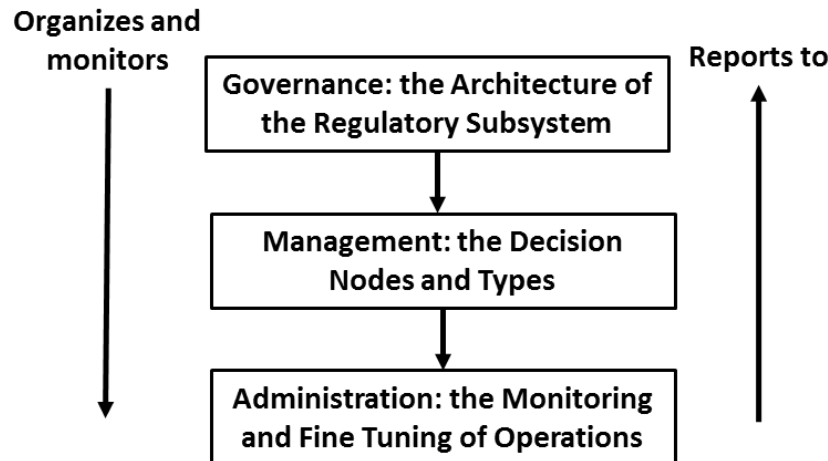 Organizes and
monitors
Reports to
Governance: the Architecture of
the Regulatory Subsystem
Management: the Decision
Nodes and Types
Administration: the Monitoring
and Fine Tuning of Operations